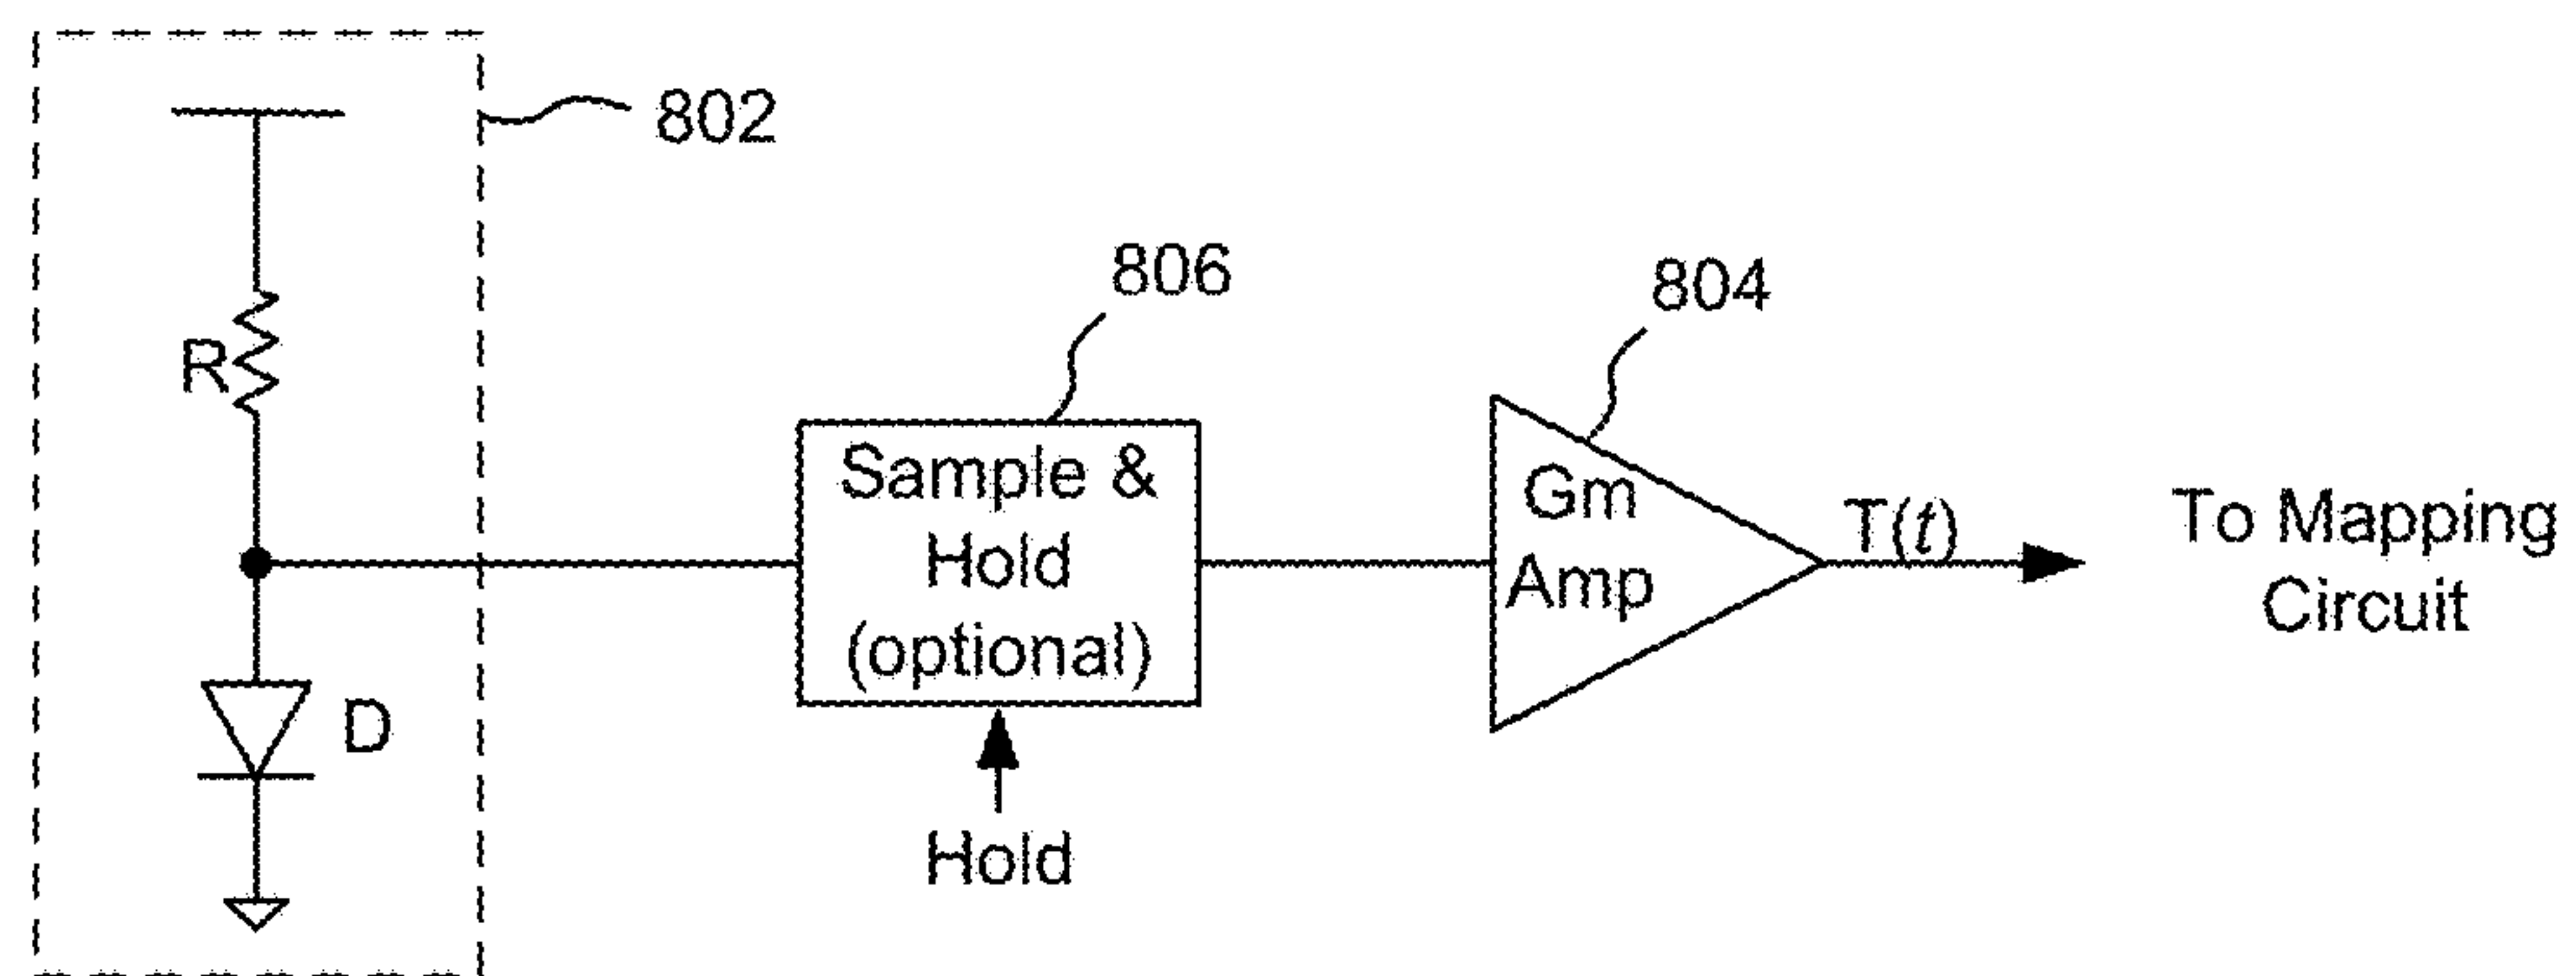 802
R
D
806
Sample &
Hold
(optional)
Hold
804
Gm
Amp
T(t)
To Mapping
Circuit